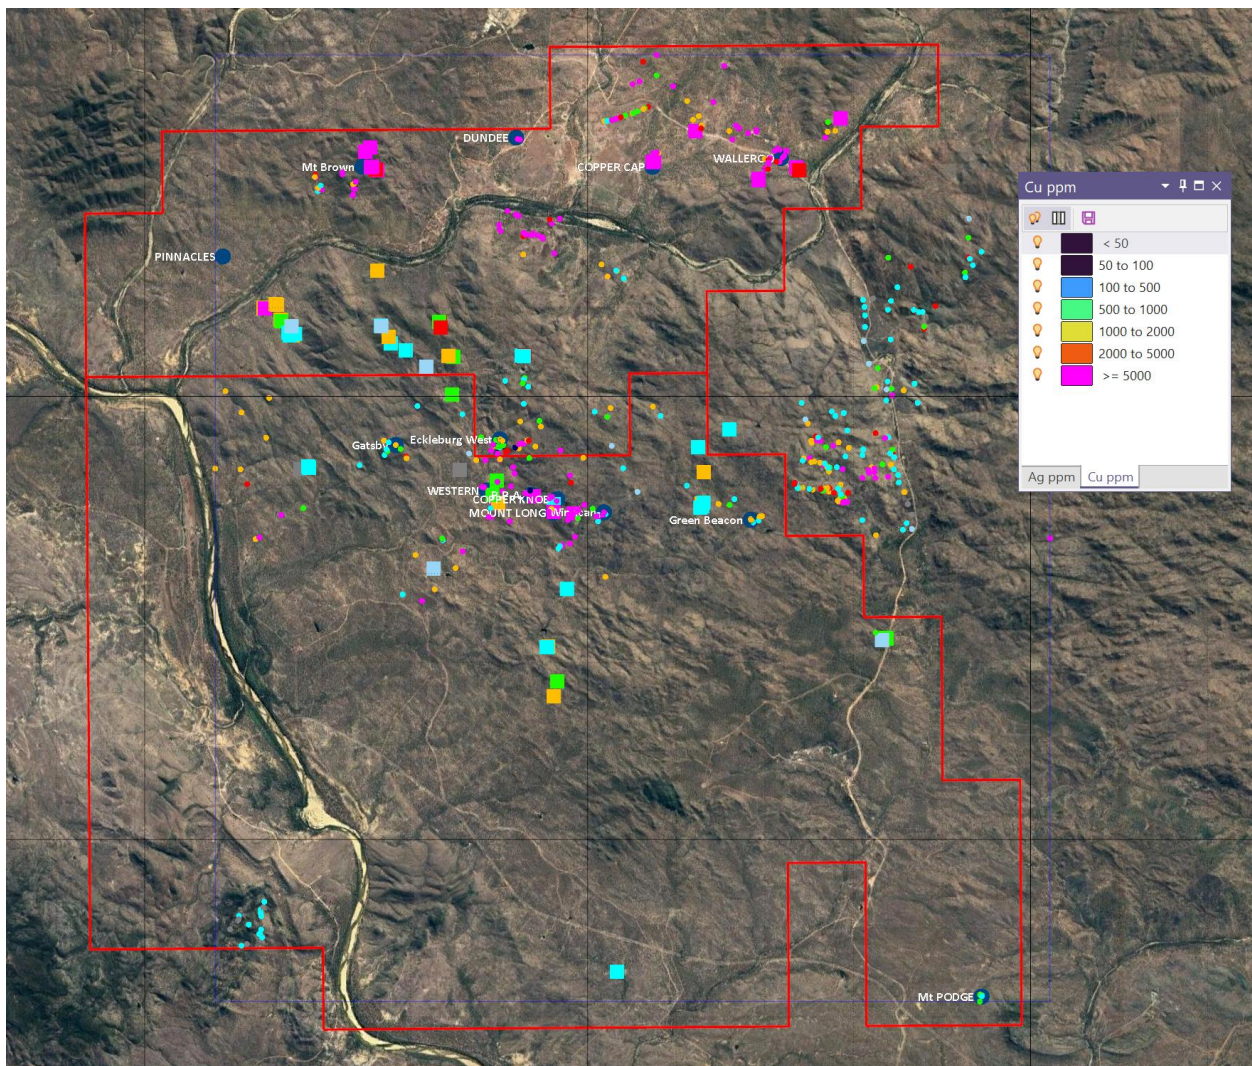 DUNDEE
Mt Brown
COPPER CAP
PINNACLES
Cu ppm
< 50
50 to 100
100 to 500
500 to 1000
1000 to 2000
2000 to 5000
>= 5000
Ag ppm
Cu ppm
Gatsby
Eckleburg West
WESTERN
COPPER KNOB
MOUNT LONG
Green Beacon
Mt PODGE